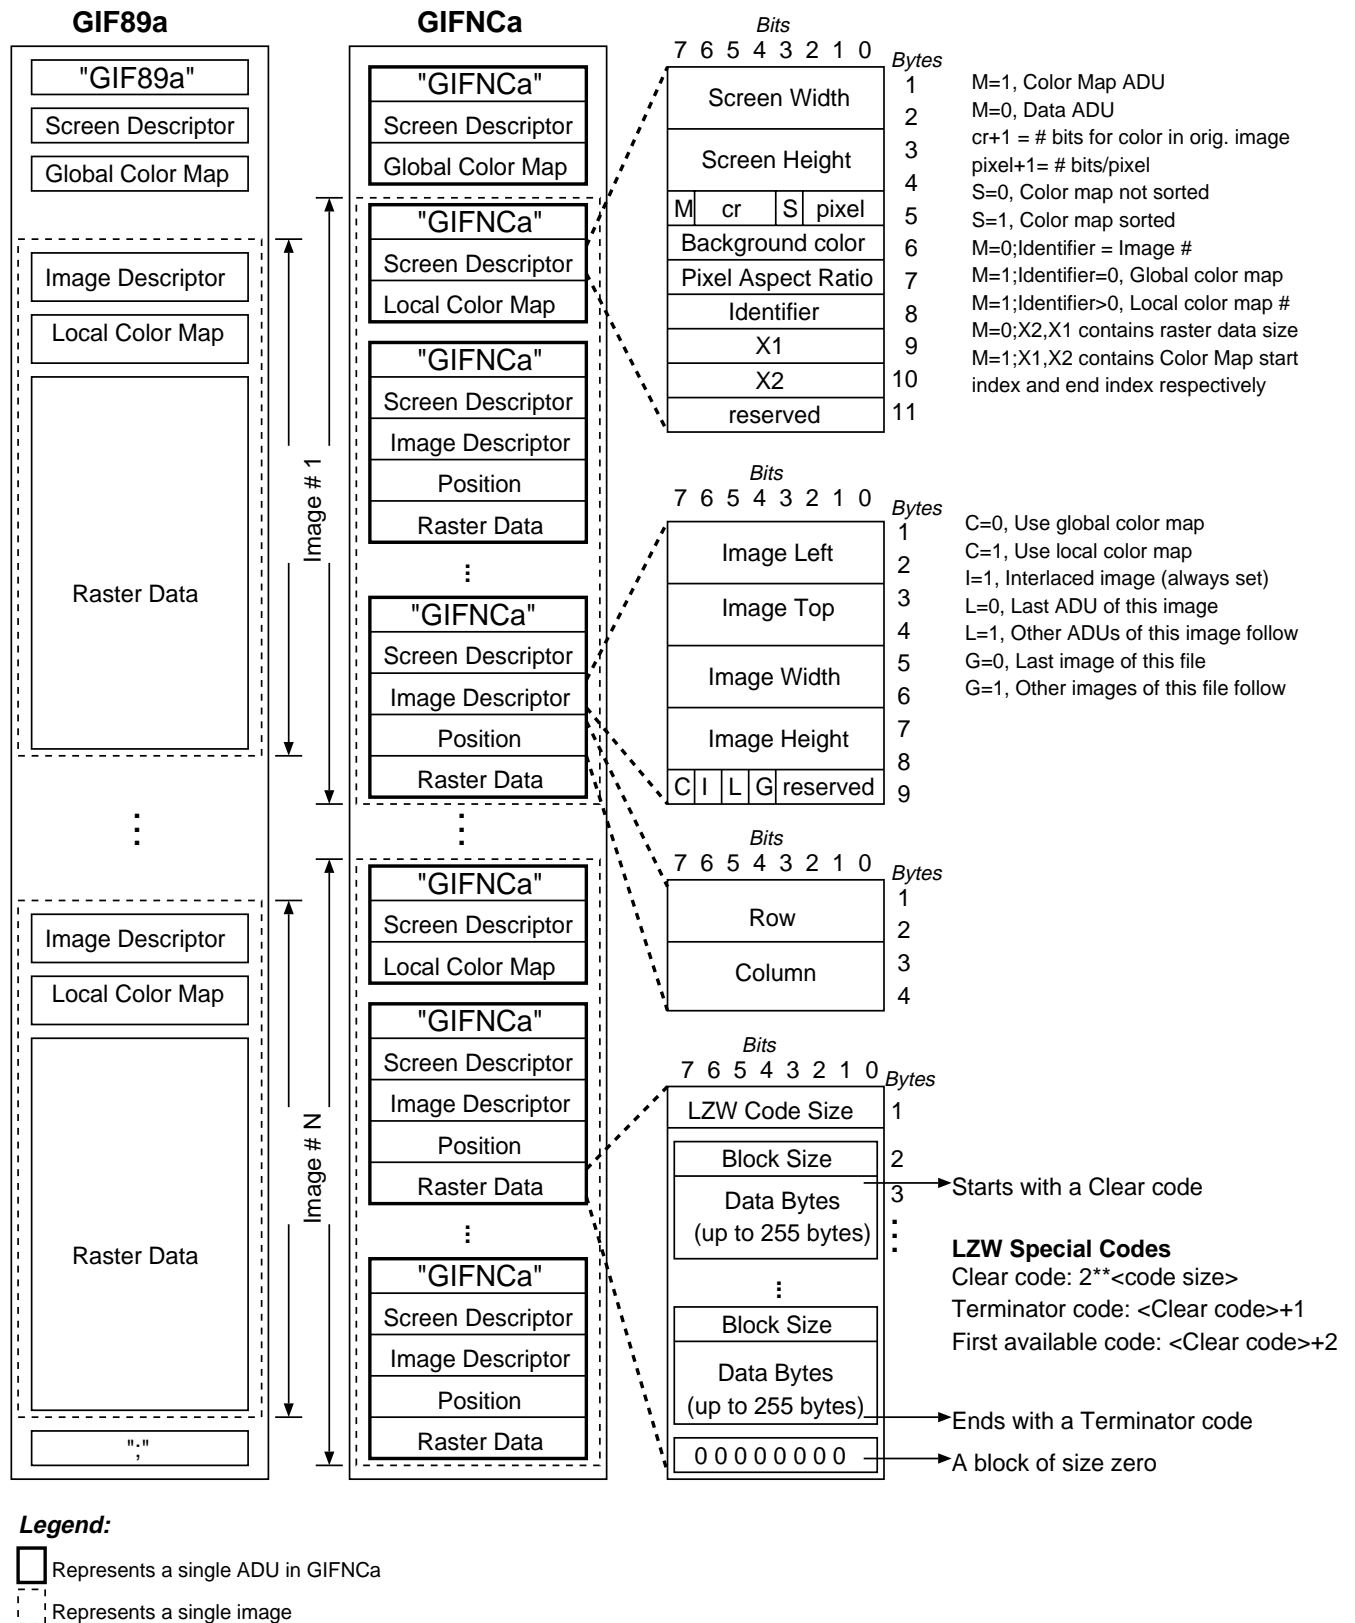 GIF89a
"GIF89a"
Screen Descriptor
Global Color Map
Image Descriptor
Local Color Map
Raster Data
Image Descriptor
Local Color Map
Raster Data
";"
Image # 1
Image # N
GIFNCa
"GIFNCa"
Screen Descriptor
Global Color Map
"GIFNCa"
Screen Descriptor
Local Color Map
"GIFNCa"
Screen Descriptor
Image Descriptor
Position
Raster Data
"GIFNCa"
Screen Descriptor
Image Descriptor
Position
Raster Data
"GIFNCa"
Screen Descriptor
Local Color Map
"GIFNCa"
Screen Descriptor
Image Descriptor
Position
Raster Data
"GIFNCa"
Screen Descriptor
Image Descriptor
Position
Raster Data
Bits
7 6 5 4 3 2 1 0
Bytes
Screen Width
1
2
Screen Height
3
4
M cr S pixel
5
Background color
6
Pixel Aspect Ratio
7
Identifier
8
X1
9
X2
10
reserved
11
M=1, Color Map ADU
M=0, Data ADU
cr+1 = # bits for color in orig. image
pixel+1= # bits/pixel
S=0, Color map not sorted
S=1, Color map sorted
M=0;Identifier = Image #
M=1;Identifier=0, Global color map
M=1;Identifier>0, Local color map #
M=0;X2,X1 contains raster data size
M=1;X1,X2 contains Color Map start
index and end index respectively
Bits
7 6 5 4 3 2 1 0
Bytes
Image Left
1
2
Image Top
3
4
Image Width
5
6
Image Height
7
8
C I L G reserved
9
C=0, Use global color map
C=1, Use local color map
I=1, Interlaced image (always set)
L=0, Last ADU of this image
L=1, Other ADUs of this image follow
G=0, Last image of this file
G=1, Other images of this file follow
Bits
7 6 5 4 3 2 1 0
Bytes
Row
1
2
Column
3
4
Bits
7 6 5 4 3 2 1 0
Bytes
LZW Code Size
1
Block Size
2
Data Bytes
(up to 255 bytes)
3
Block Size
Data Bytes
(up to 255 bytes)
0 0 0 0 0 0 0 0
Starts with a Clear code
LZW Special Codes
Clear code: 2**<code size>
Terminator code: <Clear code>+1
First available code: <Clear code>+2
Ends with a Terminator code
A block of size zero
Legend:
Represents a single ADU in GIFNCa
Represents a single image